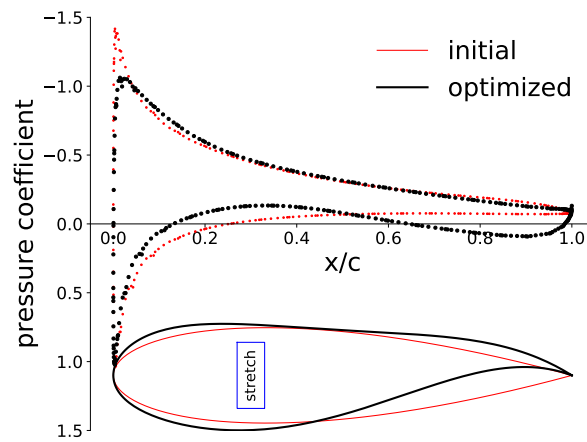 −1.5
−1.0
−0.5
0.0
0.5
1.0
1.5
pressure coefficient
initial
optimized
0.0 0.2 0.4 0.6 0.8 1.0
x/c
stretch